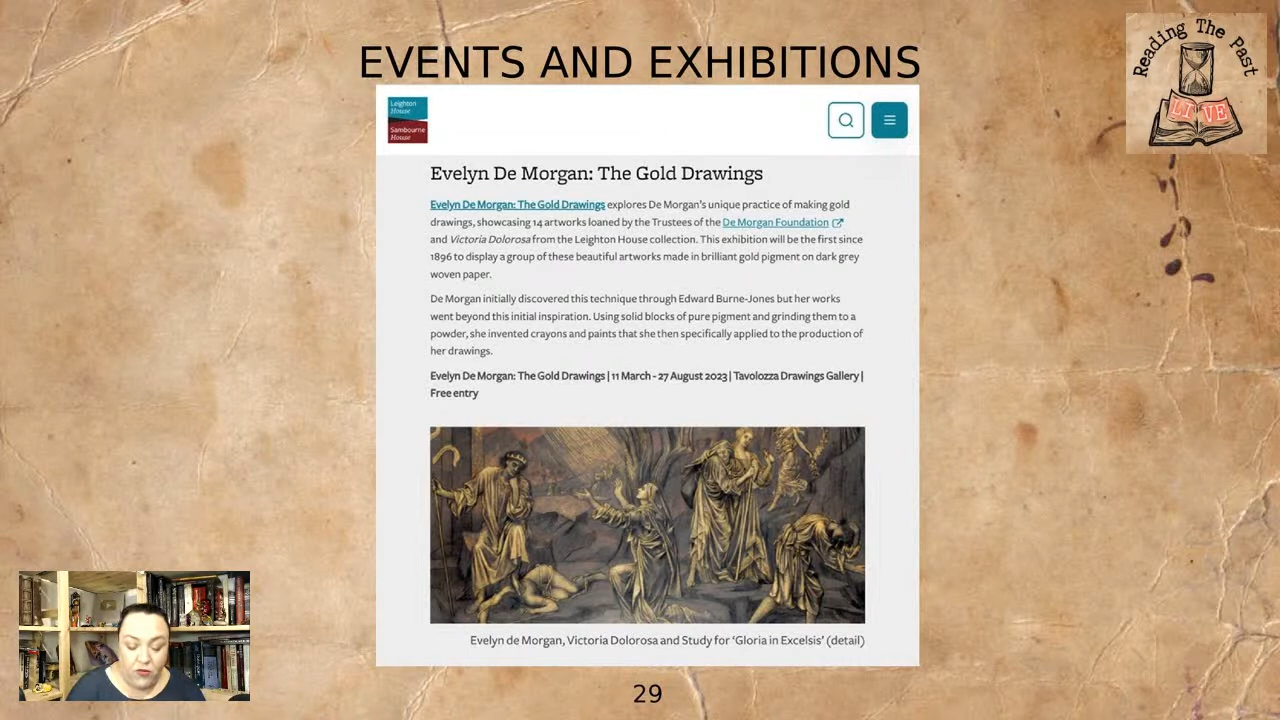 EVENTS AND EXHIBITIONS
Reading The Past
LIVE
Leighton
House
Sambourne
House
Evelyn De Morgan: The Gold Drawings
Evelyn De Morgan: The Gold Drawings explores De Morgan's unique practice of making gold
drawings, showcasing 14 artworks loaned by the Trustees of the De Morgan Foundation
and Victoria Dolorosa from the Leighton House collection. This exhibition will be the first since
1896 to display a group of these beautiful artworks made in brilliant gold pigment on dark grey
woven paper.
De Morgan initially discovered this technique through Edward Burne-Jones but her works
went beyond this initial inspiration. Using solid blocks of pure pigment and grinding them to a
powder, she invented crayons and paints that she then specifically applied to the production of
her drawings.
Evelyn De Morgan: The Gold Drawings | 11 March - 27 August 2023 | Tavolozza Drawings Gallery |
Free entry
Evelyn de Morgan, Victoria Dolorosa and Study for ‘Gloria in Excelsis’ (detail)
29